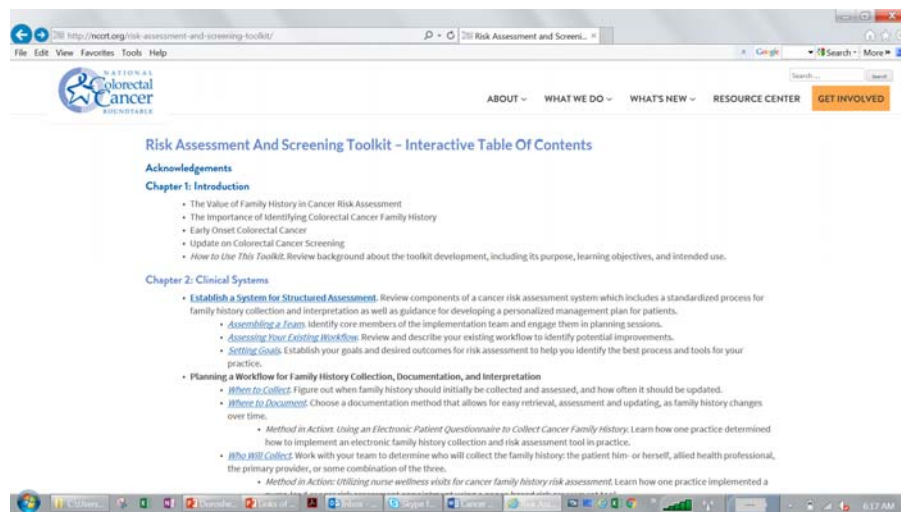 http://nccrt.org/risk-assessment-and-screening-toolkit/
Risk Assessment and Screeni...
File Edit View Favorites Tools Help
Google
Search
More »
NATIONAL
Colorectal
Cancer
ROUNDTABLE
Search ...
Search
ABOUT
WHAT WE DO
WHAT'S NEW
RESOURCE CENTER
GET INVOLVED
Risk Assessment And Screening Toolkit – Interactive Table Of Contents
Acknowledgements
Chapter 1: Introduction
• The Value of Family History in Cancer Risk Assessment
• The Importance of Identifying Colorectal Cancer Family History
• Early Onset Colorectal Cancer
• Update on Colorectal Cancer Screening
• How to Use This Toolkit. Review background about the toolkit development, including its purpose, learning objectives, and intended use.
Chapter 2: Clinical Systems
• Establish a System for Structured Assessment. Review components of a cancer risk assessment system which includes a standardized process for
family history collection and interpretation as well as guidance for developing a personalized management plan for patients.
• Assembling a Team. Identify core members of the implementation team and engage them in planning sessions.
• Assessing Your Existing Workflow. Review and describe your existing workflow to identify potential improvements.
• Setting Goals. Establish your goals and desired outcomes for risk assessment to help you identify the best process and tools for your
practice.
• Planning a Workflow for Family History Collection, Documentation, and Interpretation
• When to Collect. Figure out when family history should initially be collected and assessed, and how often it should be updated.
• Where to Document. Choose a documentation method that allows for easy retrieval, assessment and updating, as family history changes
over time.
• Method in Action: Using an Electronic Patient Questionnaire to Collect Cancer Family History. Learn how one practice determined
how to implement an electronic family history collection and risk assessment tool in practice.
• Who Will Collect. Work with your team to determine who will collect the family history: the patient him- or herself, allied health professional,
the primary provider, or some combination of the three.
• Method in Action: Utilizing nurse wellness visits for cancer family history risk assessment. Learn how one practice implemented a
C:\Users...
Links of ...
Inbox - ...
Skype f...
Cancer ...
6:17 AM